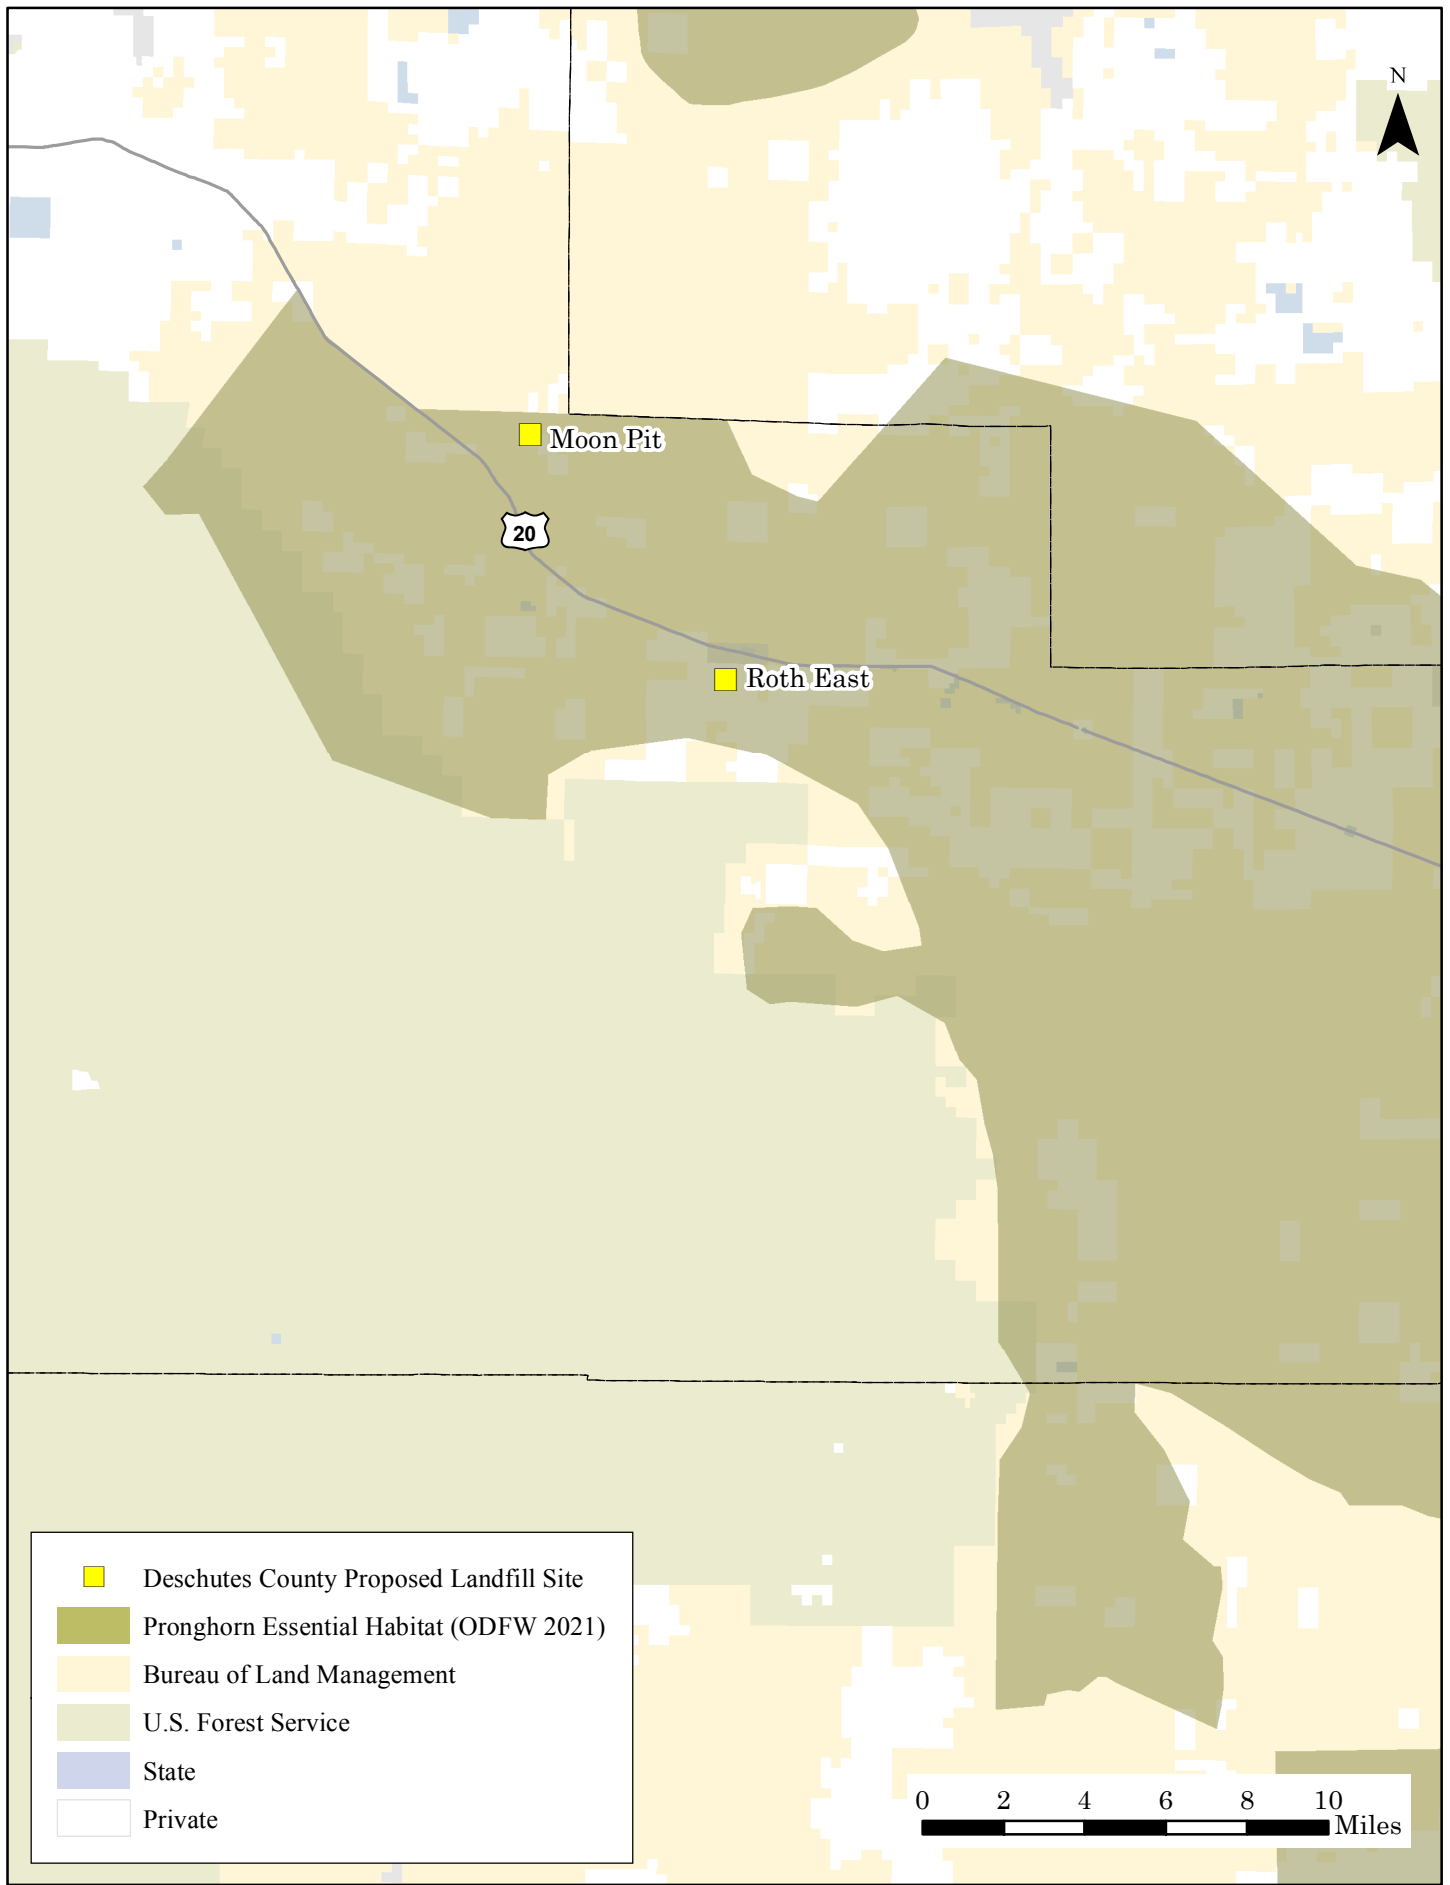 N
Moon Pit
20
Roth East
Deschutes County Proposed Landfill Site
Pronghorn Essential Habitat (ODFW 2021)
Bureau of Land Management
U.S. Forest Service
State
Private
0 2 4 6 8 10
Miles